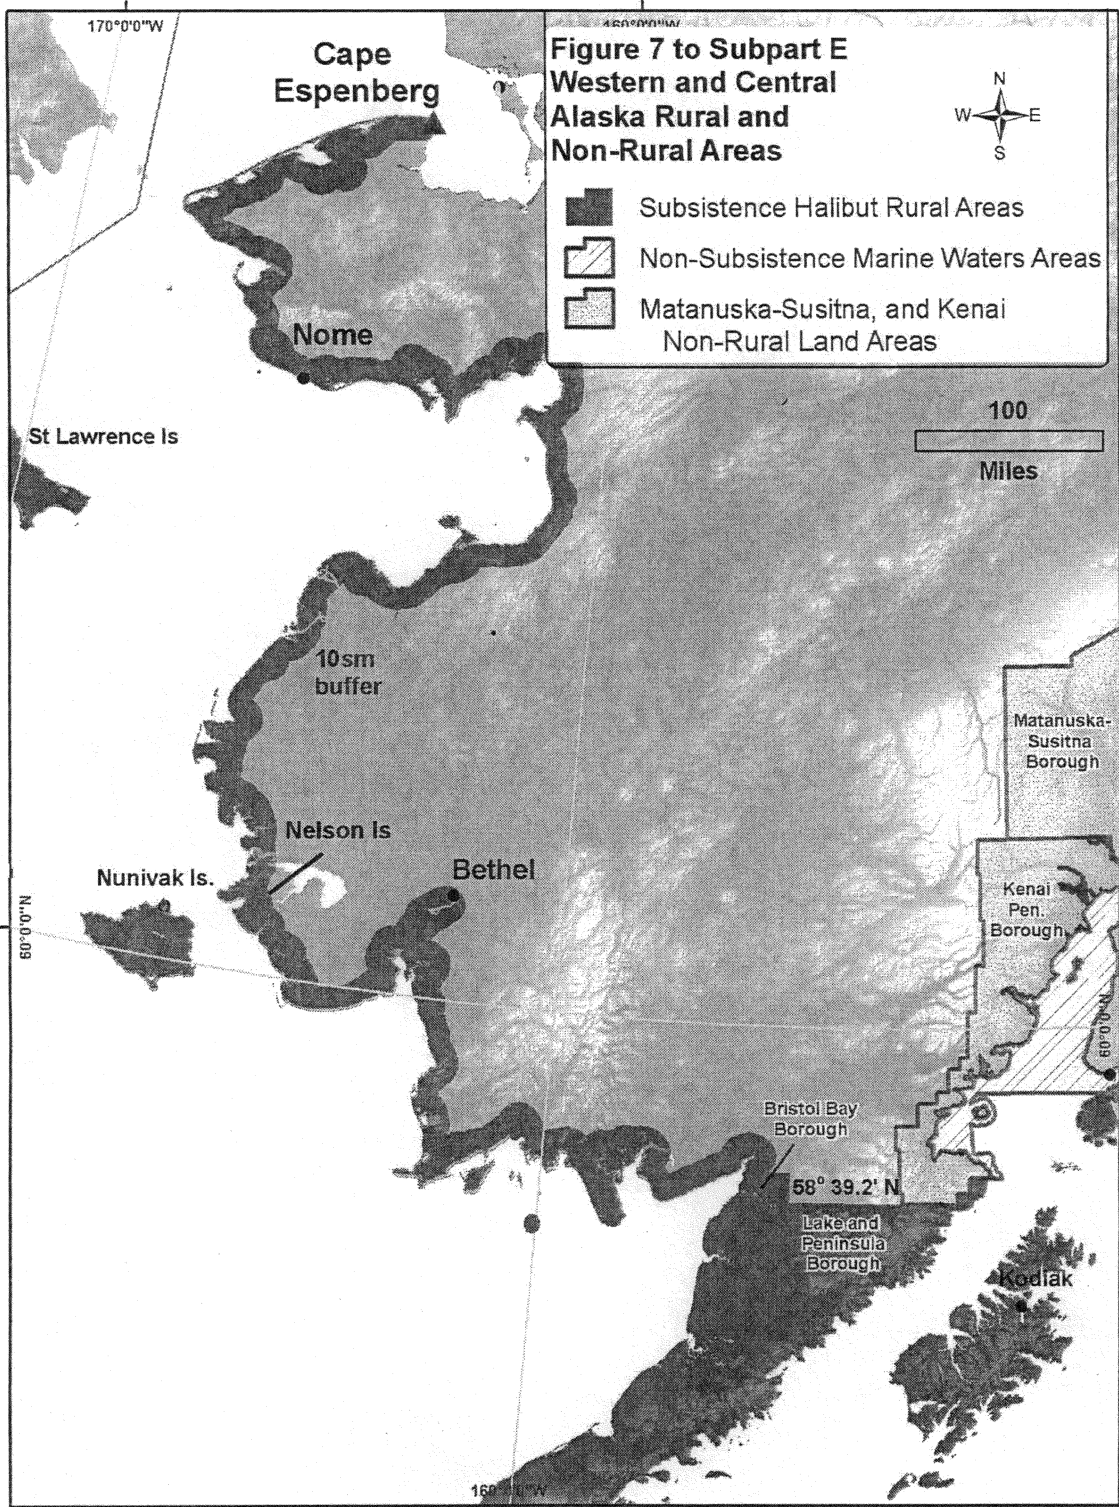 170°0'0"W
160°0'0"W
Cape
Espenberg
Figure 7 to Subpart E
Western and Central
Alaska Rural and
Non-Rural Areas
N
W
E
S
Subsistence Halibut Rural Areas
Non-Subsistence Marine Waters Areas
Matanuska-Susitna, and Kenai
Non-Rural Land Areas
Nome
100
Miles
St Lawrence Is
10sm
buffer
Matanuska-
Susitna
Borough
Nelson Is
Bethel
Nunivak Is.
Kenai
Pen.
Borough
60°0'0"N
60°0'0"N
Bristol Bay
Borough
58° 39.2' N
Lake and
Peninsula
Borough
Kodiak
160°0'0"W